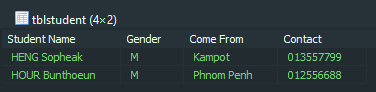 tblstudent (4×2)
Student Name Gender Come From Contact
HENG Sopheak M Kampot 013557799
HOUR Bunthoeun M Phnom Penh 012556688